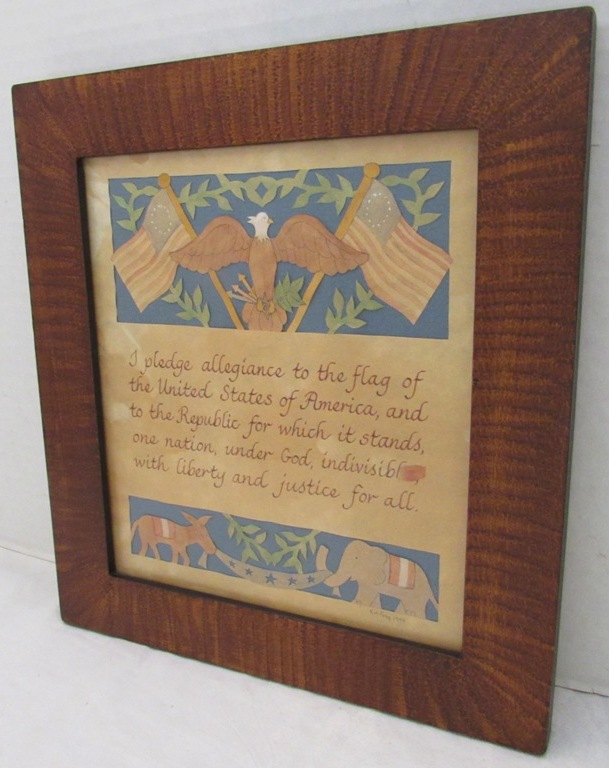 I pledge allegiance to the flag of
the United States of America, and
to the Republic for which it stands,
one nation, under God, indivisibl
with liberty and justice for all.